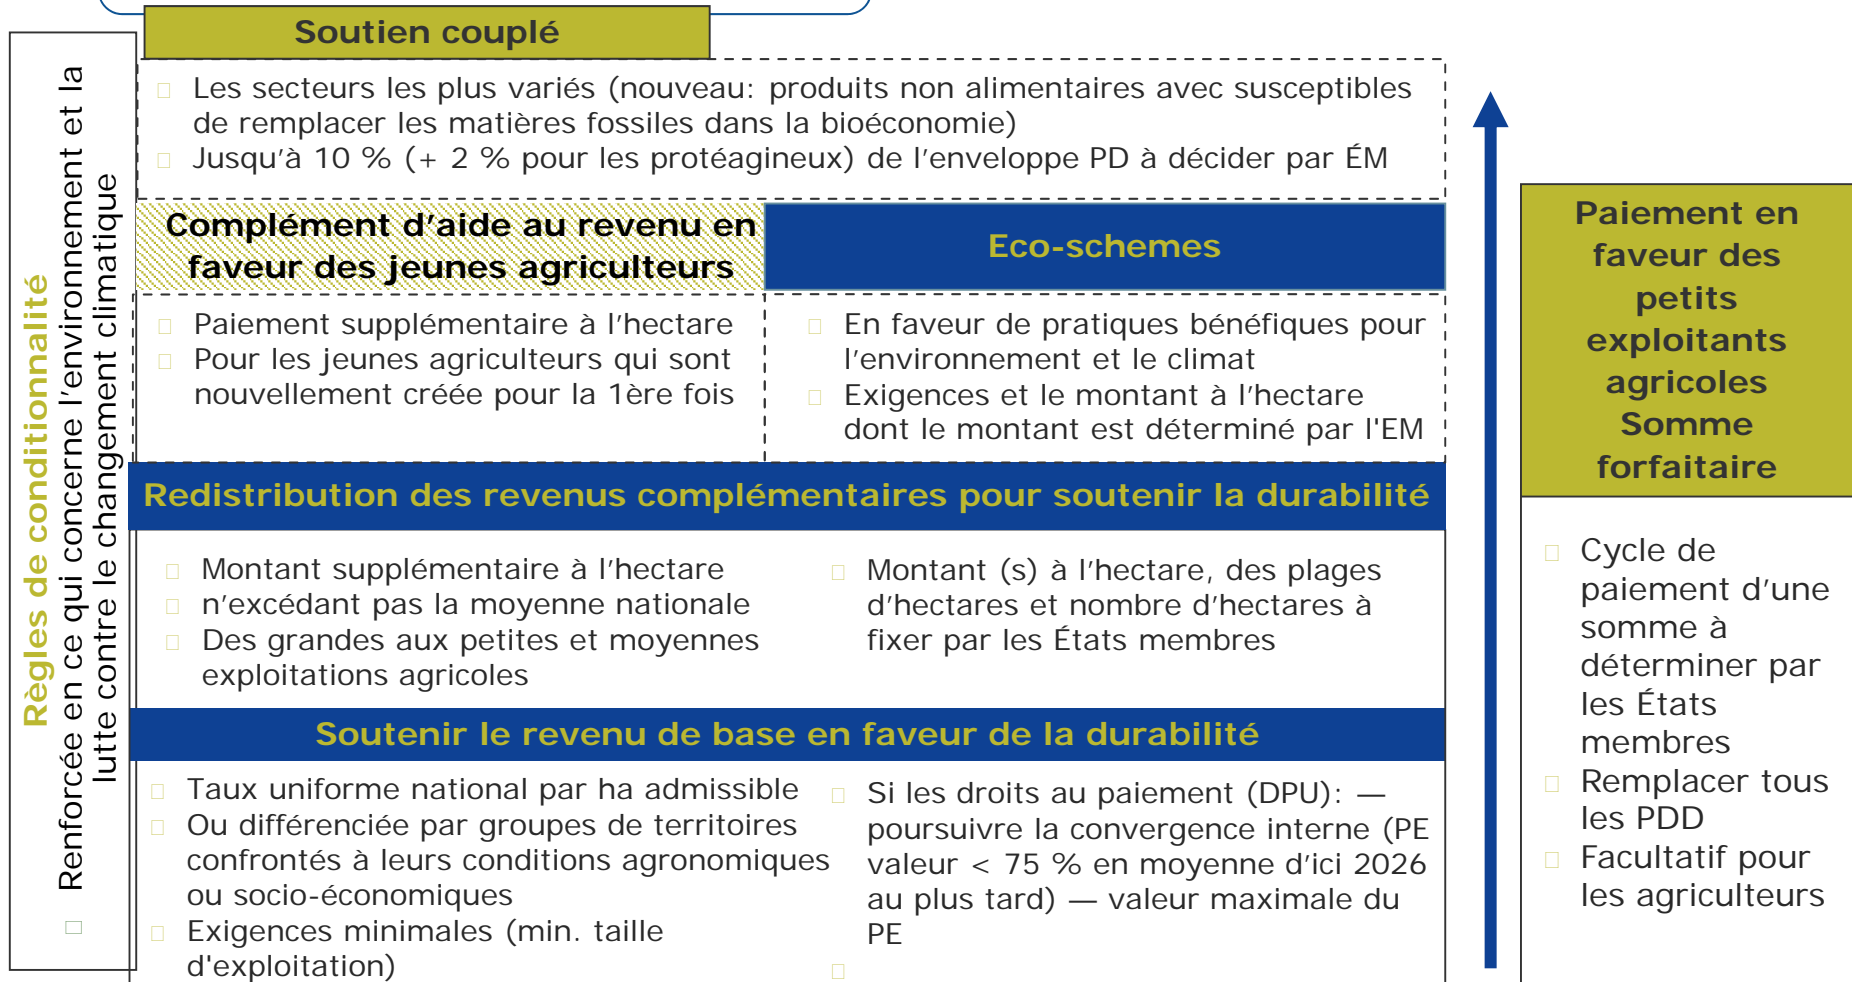 Soutien couplé
Les secteurs les plus variés (nouveau: produits non alimentaires avec susceptibles
de remplacer les matières fossiles dans la bioéconomie)
Jusqu'à 10 % (+ 2 % pour les protéagineux) de l'enveloppe PD à décider par ÉM
Règles de conditionnalité
Renforcée en ce qui concerne l'environnement et la
lutte contre le changement climatique
Complément d'aide au revenu en
faveur des jeunes agriculteurs
Paiement supplémentaire à l'hectare
Pour les jeunes agriculteurs qui sont
nouvellement créée pour la 1ère fois
Eco-schemes
En faveur de pratiques bénéfiques pour
l'environnement et le climat
Exigences et le montant à l'hectare
dont le montant est déterminé par l'EM
Redistribution des revenus complémentaires pour soutenir la durabilité
Montant supplémentaire à l'hectare
n'excédant pas la moyenne nationale
Des grandes aux petites et moyennes
exploitations agricoles
Montant (s) à l'hectare, des plages
d'hectares et nombre d'hectares à
fixer par les États membres
Soutenir le revenu de base en faveur de la durabilité
Taux uniforme national par ha admissible
Ou différenciée par groupes de territoires
confrontés à leurs conditions agronomiques
ou socio-économiques
Exigences minimales (min. taille
d'exploitation)
Si les droits au paiement (DPU): —
poursuivre la convergence interne (PE
valeur < 75 % en moyenne d'ici 2026
au plus tard) — valeur maximale du
PE
Paiement en
faveur des
petits
exploitants
agricoles
Somme
forfaitaire
Cycle de
paiement d'une
somme à
déterminer par
les États
membres
Remplacer tous
les PDD
Facultatif pour
les agriculteurs